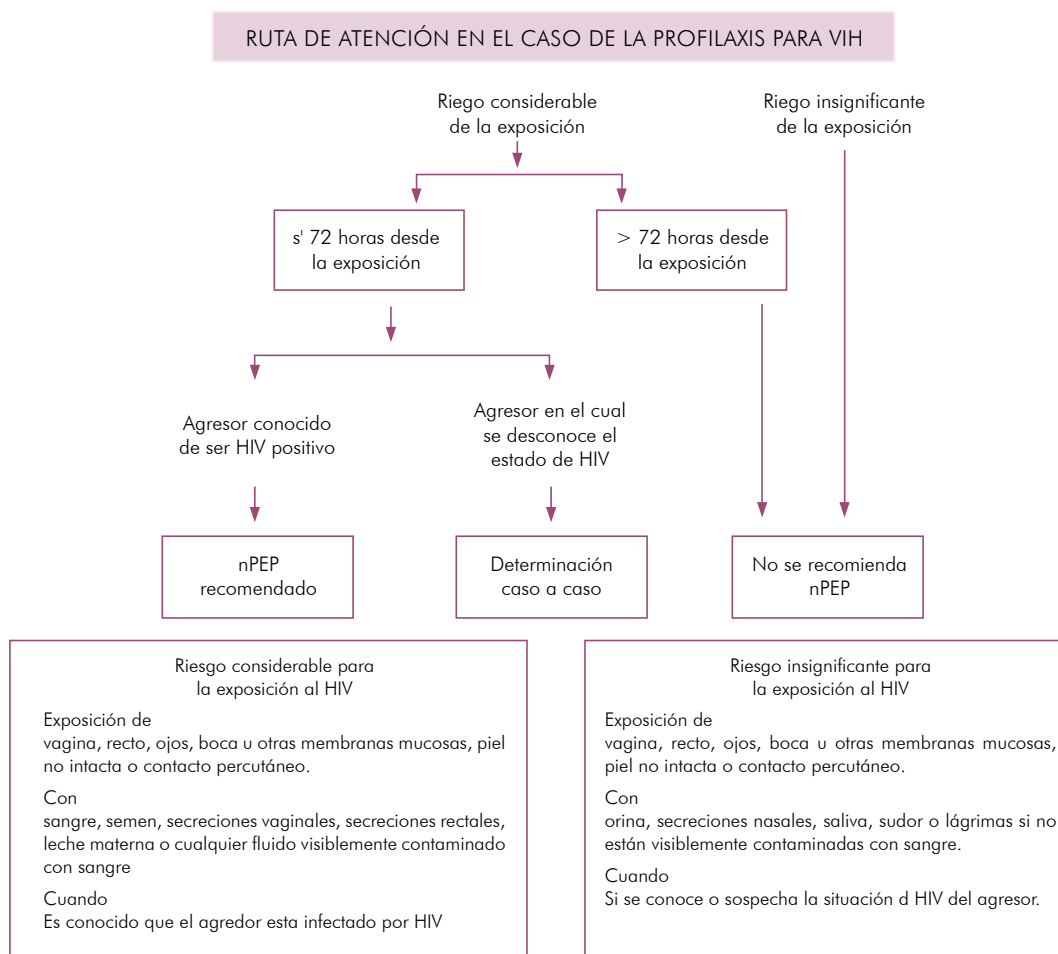 RUTA DE ATENCIÓN EN EL CASO DE LA PROFILAXIS PARA VIH
Riego considerable
de la exposición
Riego insignificante
de la exposición
s' 72 horas desde
la exposición
> 72 horas desde
la exposición
Agresor conocido
de ser HIV positivo
Agresor en el cual
se desconoce el
estado de HIV
nPEP
recomendado
Determinación
caso a caso
No se recomienda
nPEP
Riesgo considerable para
la exposición al HIV
Exposición de
vagina, recto, ojos, boca u otras membranas mucosas, piel
no intacta o contacto percutáneo.
Con
sangre, semen, secreciones vaginales, secreciones rectales,
leche materna o cualquier fluido visiblemente contaminado
con sangre
Cuando
Es conocido que el agredor esta infectado por HIV
Riesgo insignificante para
la exposición al HIV
Exposición de
vagina, recto, ojos, boca u otras membranas mucosas,
piel no intacta o contacto percutáneo.
Con
orina, secreciones nasales, saliva, sudor o lágrimas si no
están visiblemente contaminadas con sangre.
Cuando
Si se conoce o sospecha la situación d HIV del agresor.